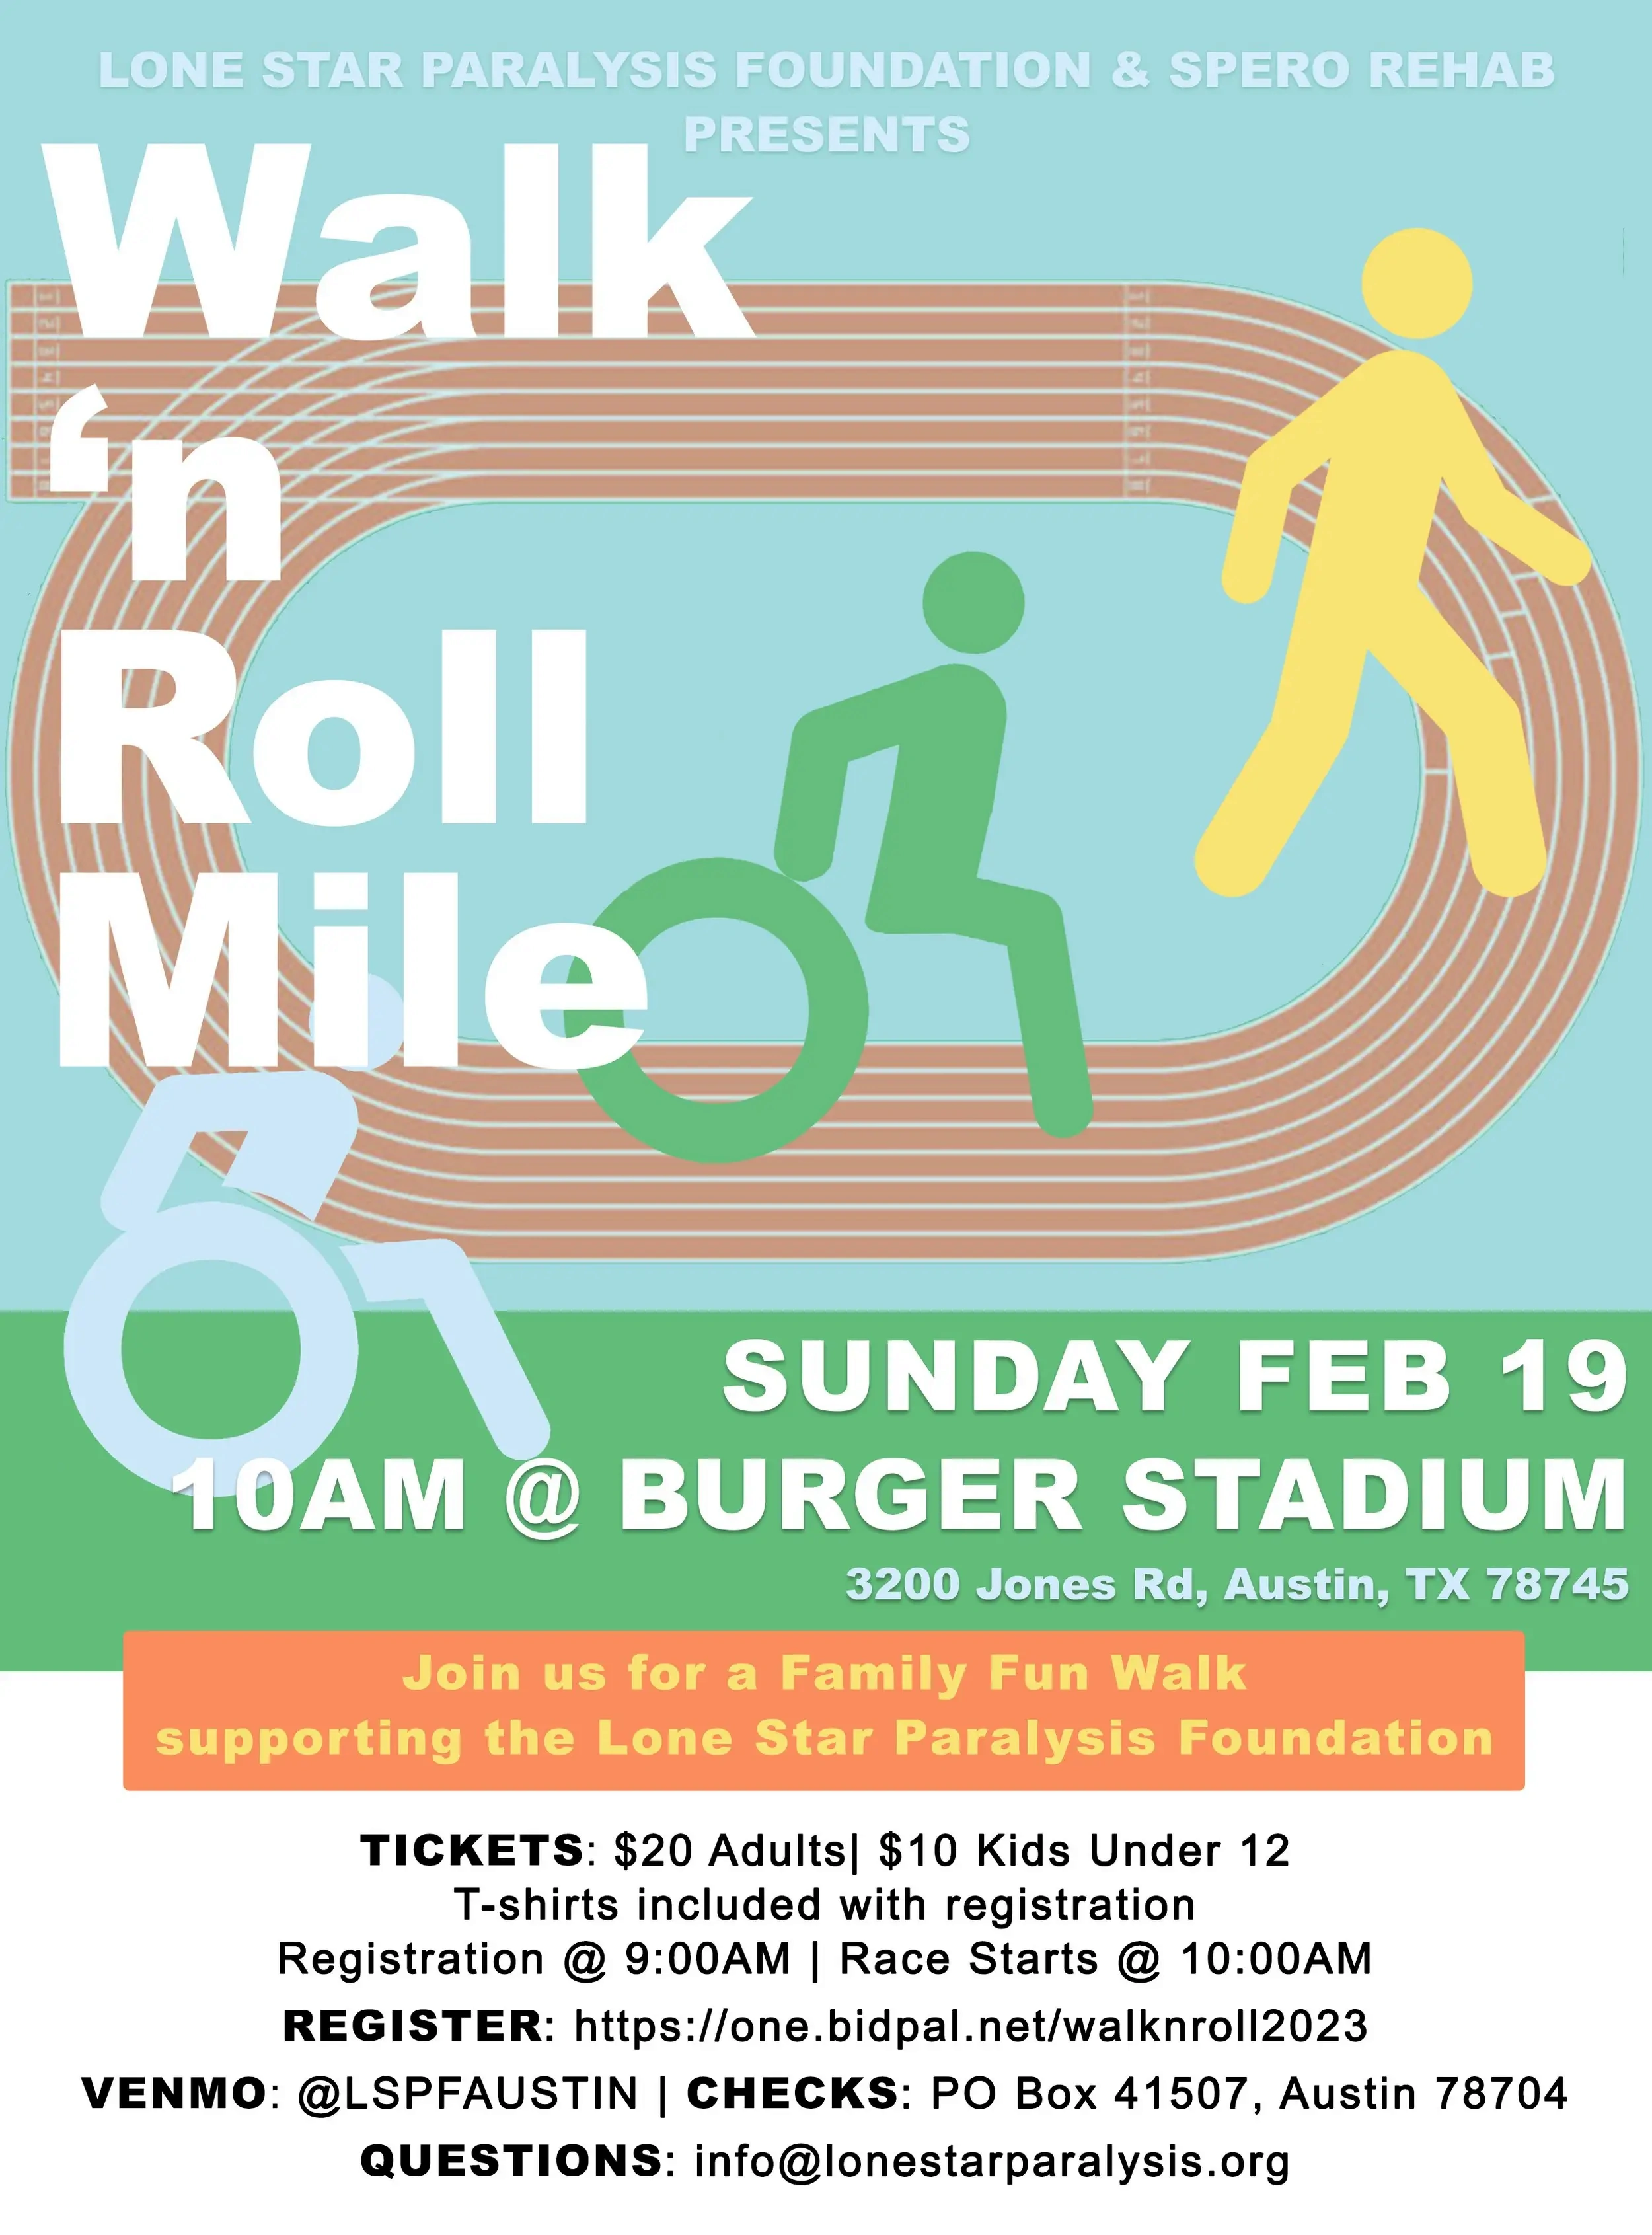 LONE STAR PARALYSIS FOUNDATION & SPERO REHAB
PRESENTS
Walk
‘n
Roll
Mile
SUNDAY FEB 19
10AM @ BURGER STADIUM
3200 Jones Rd, Austin, TX 78745
Join us for a Family Fun Walk
supporting the Lone Star Paralysis Foundation
TICKETS: $20 Adults| $10 Kids Under 12
T-shirts included with registration
Registration @ 9:00AM | Race Starts @ 10:00AM
REGISTER: https://one.bidpal.net/walknroll2023
VENMO: @LSPFAUSTIN | CHECKS: PO Box 41507, Austin 78704
QUESTIONS: info@lonestarparalysis.org